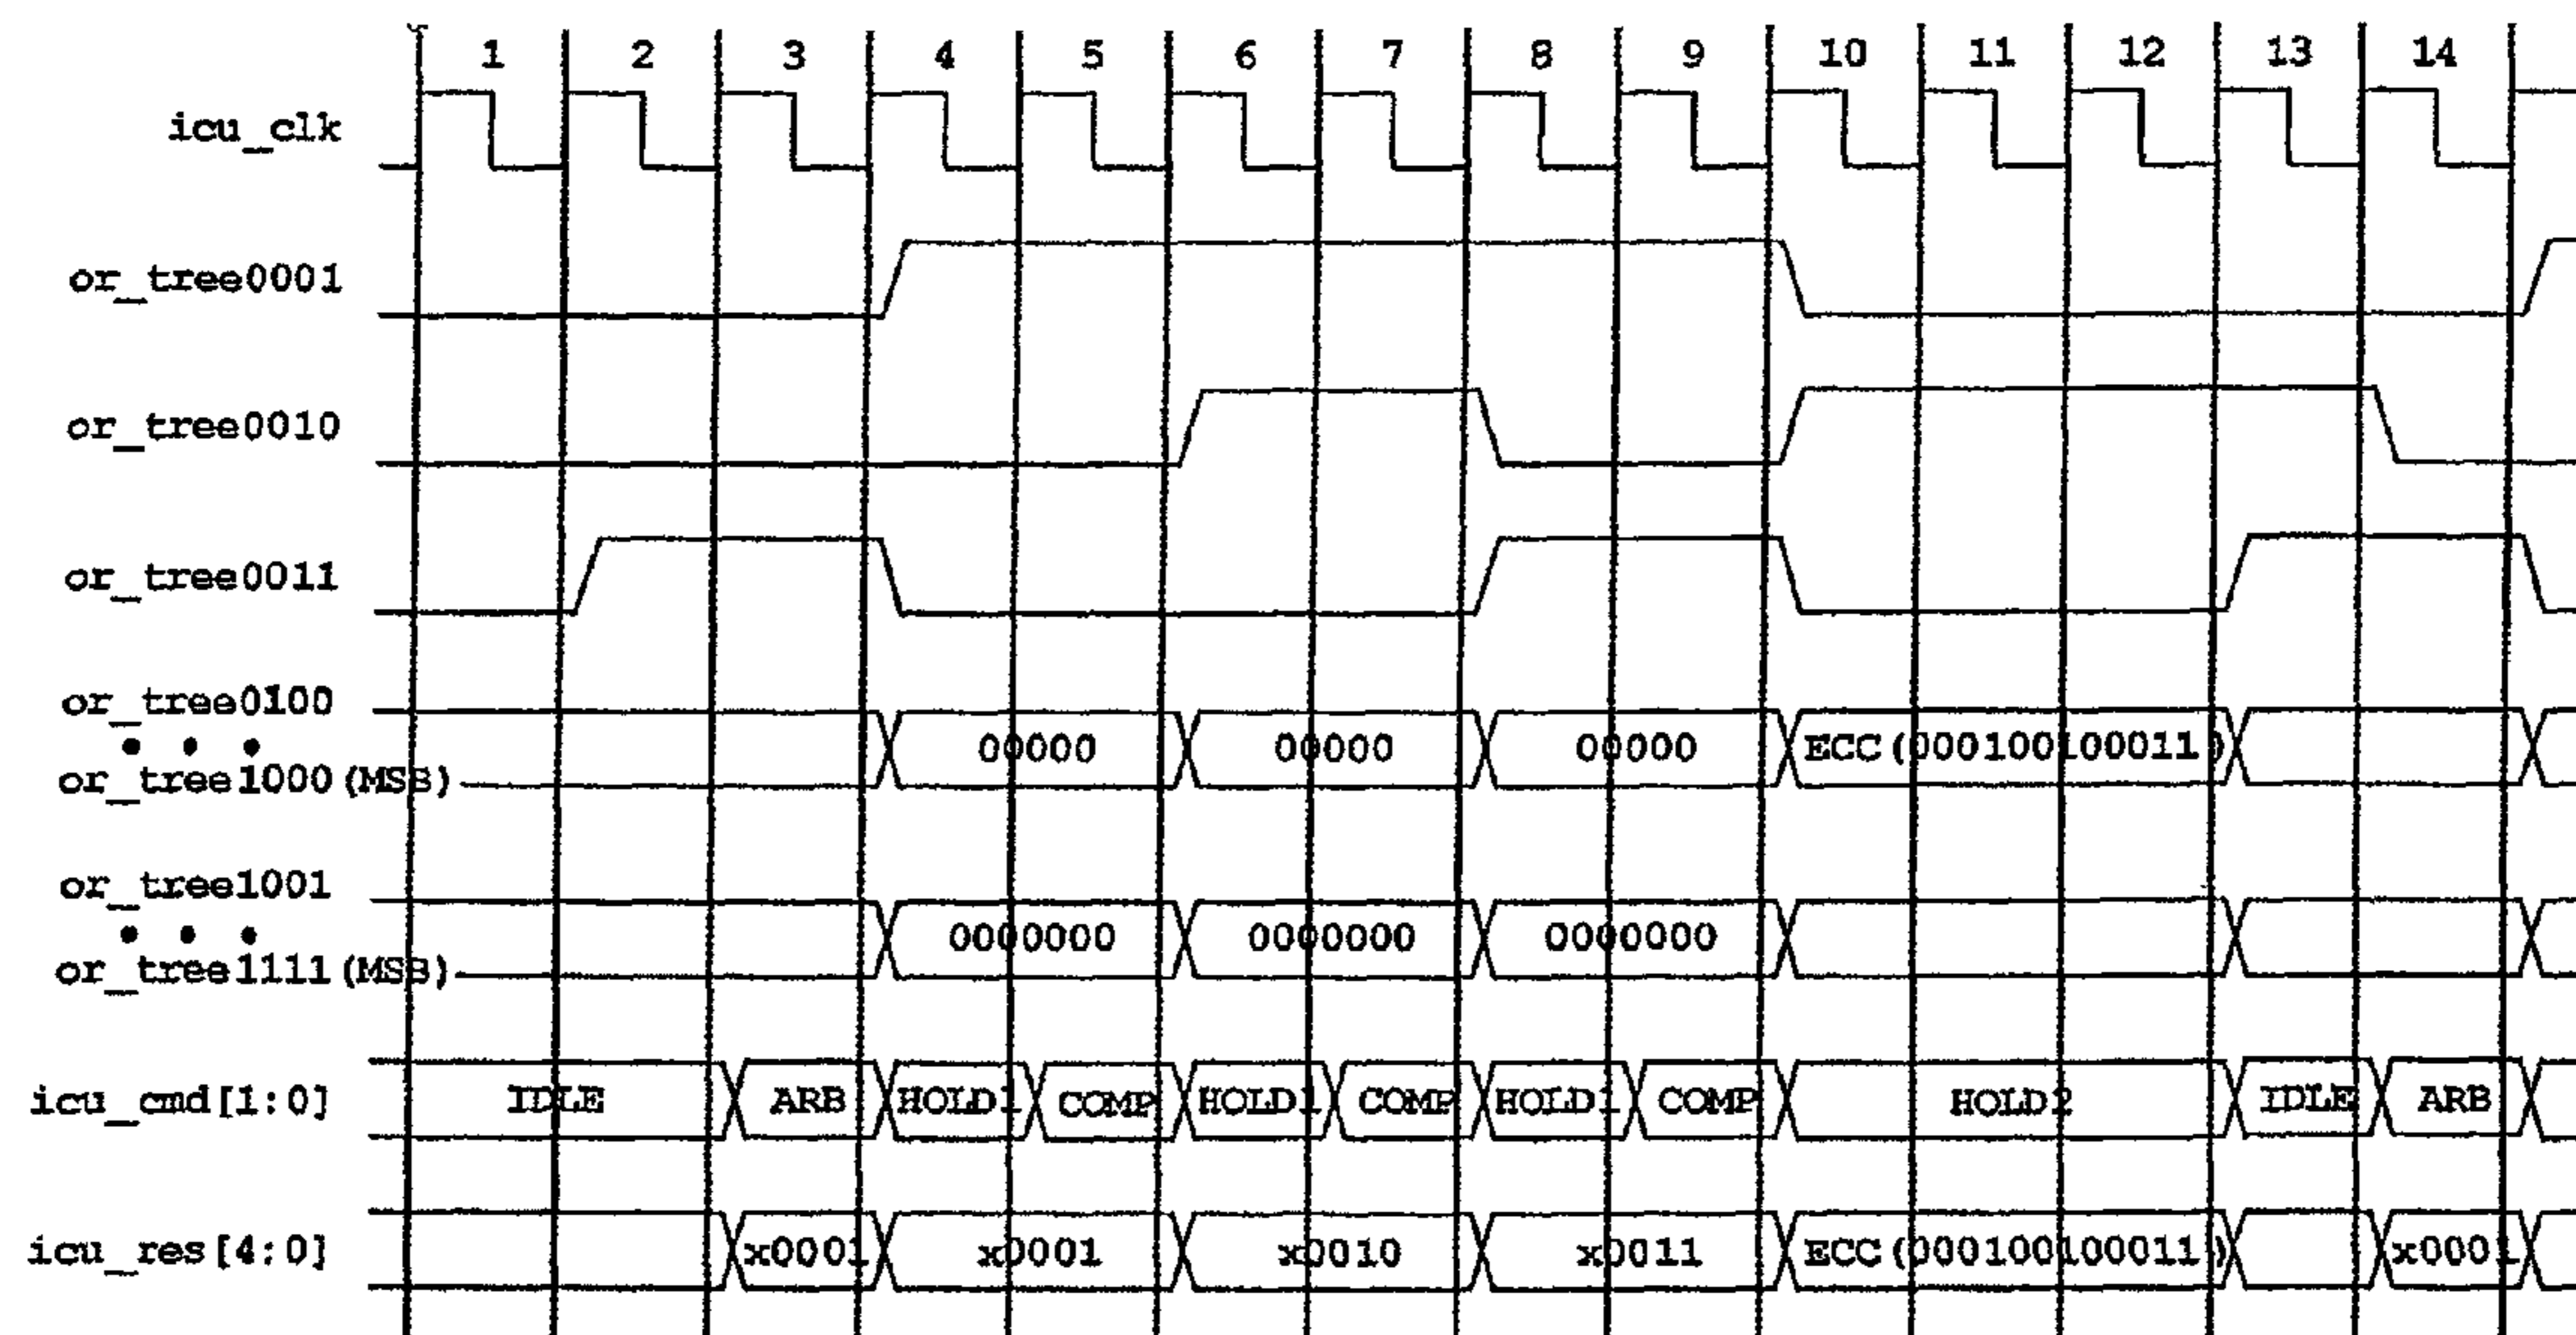 1 2 3 4 5 6 7 8 9 10 11 12 13 14
icu_clk
or_tree0001
or_tree0010
or_tree0011
or_tree0100
or_tree1000(MSB)
00000 00000 00000 ECC(000100100011)
or_tree1001
or_tree1111(MSB)
0000000 0000000 0000000
icu_cmd[1:0] IDLE ARB HOLD1 COMP HOLD1 COMP HOLD1 COMP HOLD2 IDLE ARB
icu_res[4:0] x0001 x0001 x0010 x0011 ECC(000100100011) x0001